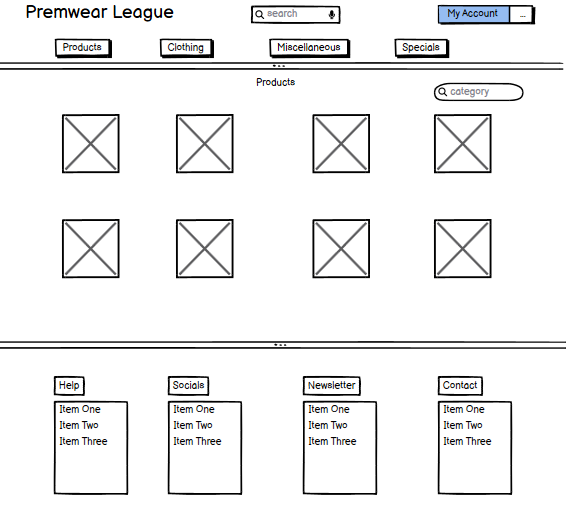 Premwear League
search
My Account
...
Products
Clothing
Miscellaneous
Specials
Products
category
Help
Socials
Newsletter
Contact
Item One
Item Two
Item Three
Item One
Item Two
Item Three
Item One
Item Two
Item Three
Item One
Item Two
Item Three